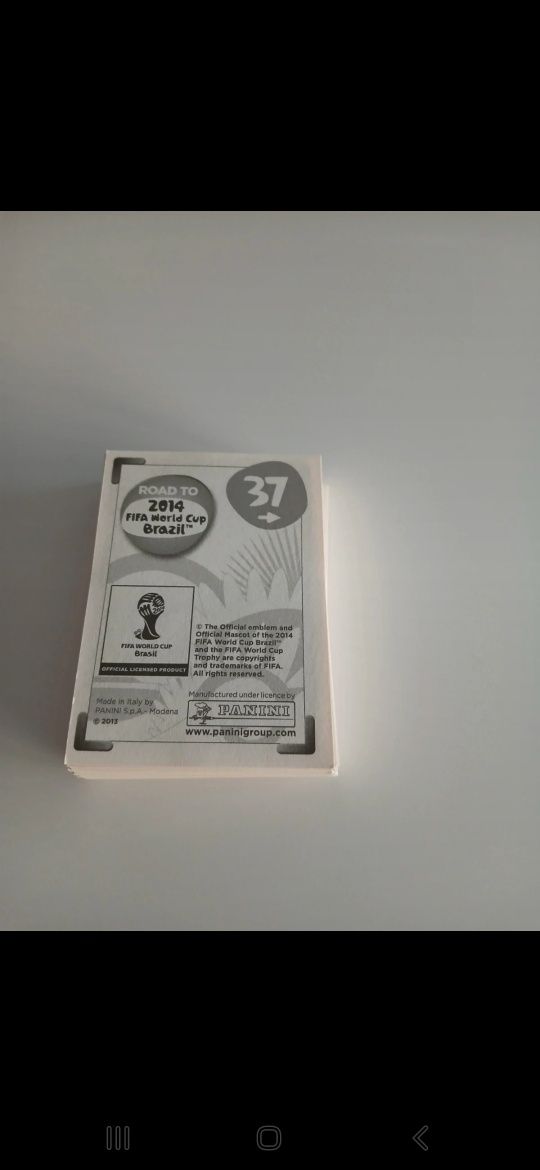 ROAD TO
2014
FIFA World Cup
Brazil™
37
FIFA WORLD CUP
Brasil
OFFICIAL LICENSED PRODUCT
© The Official emblem and
Official Mascot of the 2014
FIFA World Cup Brazil™
and the FIFA World Cup
Trophy are copyrights
and trademarks of FIFA.
All rights reserved.
Made in Italy by
PANINI S.p.A. - Modena
© 2013
Manufactured under licence by
PANINI
www.paninigroup.com